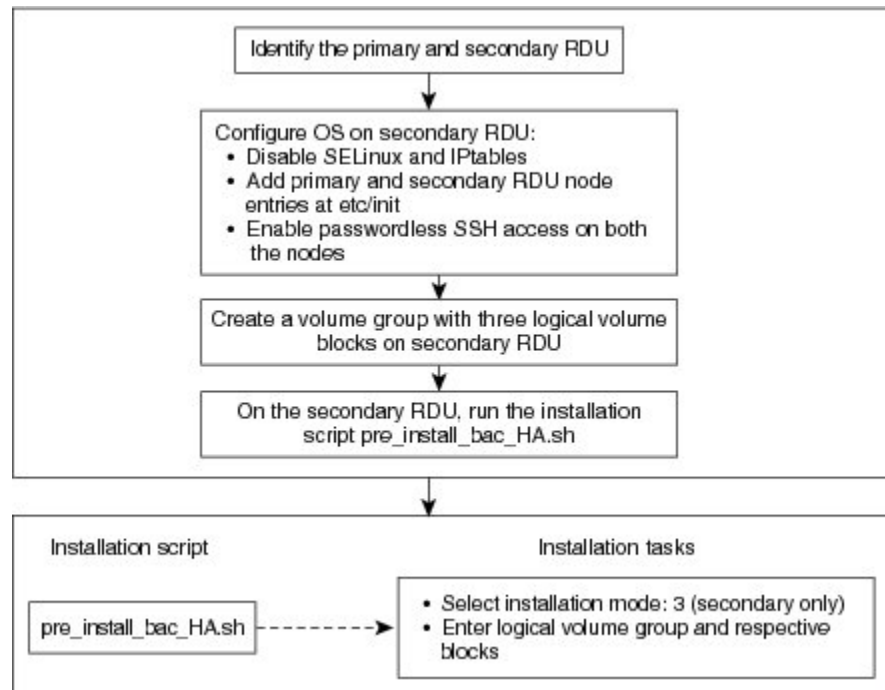 Identify the primary and secondary RDU
Configure OS on secondary RDU:
• Disable SELinux and IPtables
• Add primary and secondary RDU node
entries at etc/init
• Enable passwordless SSH access on both
the nodes
Create a volume group with three logical volume
blocks on secondary RDU
On the secondary RDU, run the installation
script pre_install_bac_HA.sh
Installation script
Installation tasks
pre_install_bac_HA.sh
• Select installation mode: 3 (secondary only)
• Enter logical volume group and respective
blocks